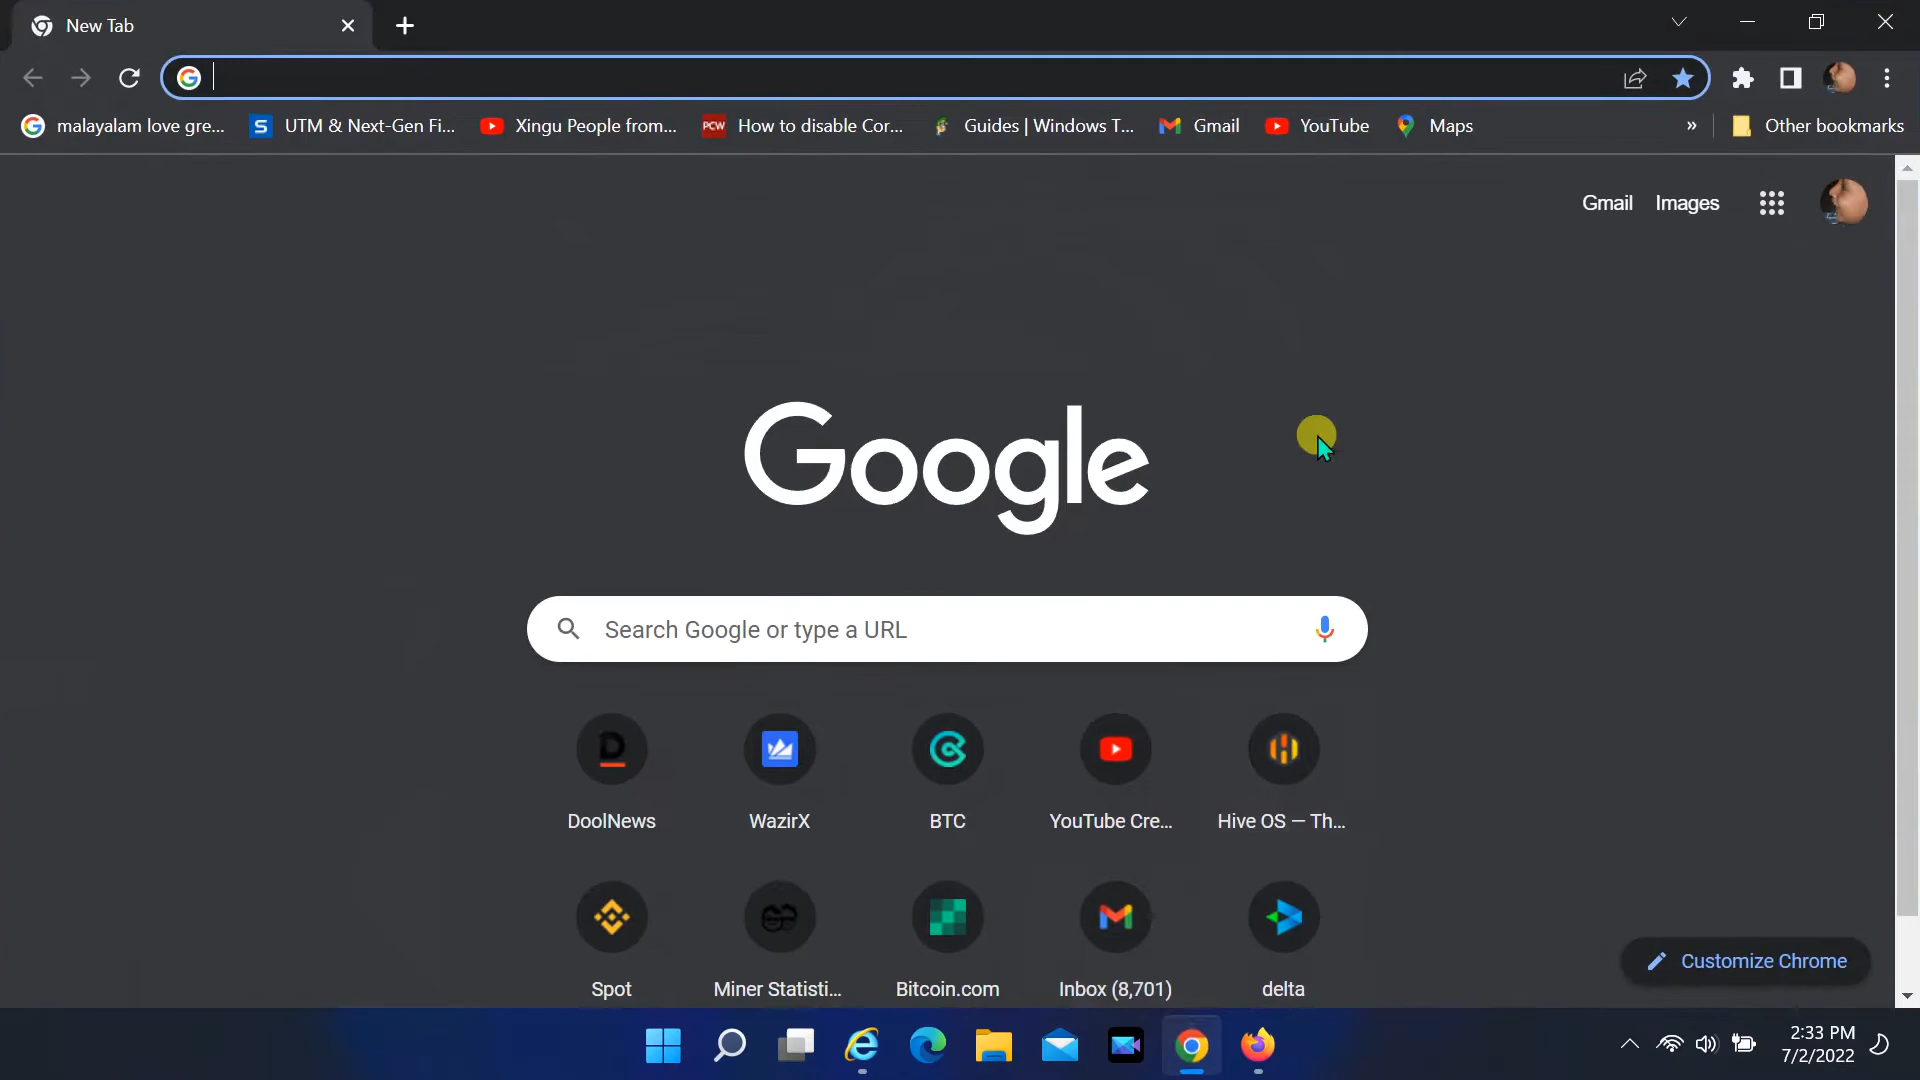 New Tab
malayalam love gre...
UTM & Next-Gen Fi...
Xingu People from...
PCW
How to disable Cor...
Guides | Windows T...
Gmail
YouTube
Maps
»
Other bookmarks
Gmail
Images
Google
Search Google or type a URL
DoolNews
WazirX
BTC
YouTube Cre...
Hive OS — Th...
Spot
Miner Statisti...
Bitcoin.com
Inbox (8,701)
delta
Customize Chrome
2:33 PM
7/2/2022